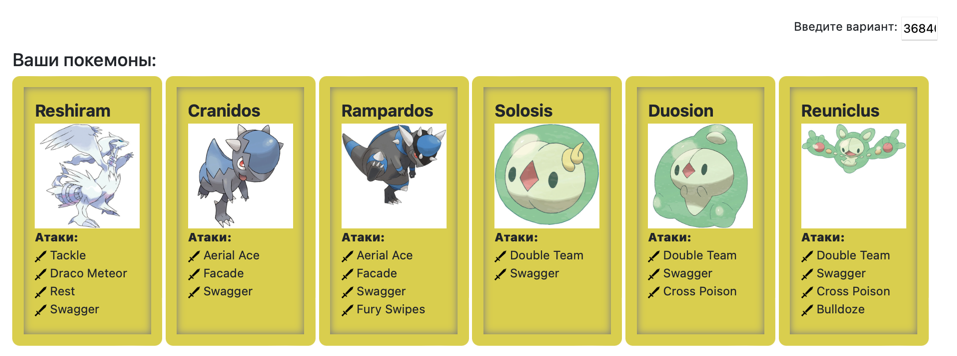 Введите вариант: 3684
Ваши покемоны:
Reshiram
Атаки:
Tackle
Draco Meteor
Rest
Swagger
Cranidos
Атаки:
Aerial Ace
Facade
Swagger
Rampardos
Атаки:
Aerial Ace
Facade
Swagger
Fury Swipes
Solosis
Атаки:
Double Team
Swagger
Duosion
Атаки:
Double Team
Swagger
Cross Poison
Reuniclus
Атаки:
Double Team
Swagger
Cross Poison
Bulldoze